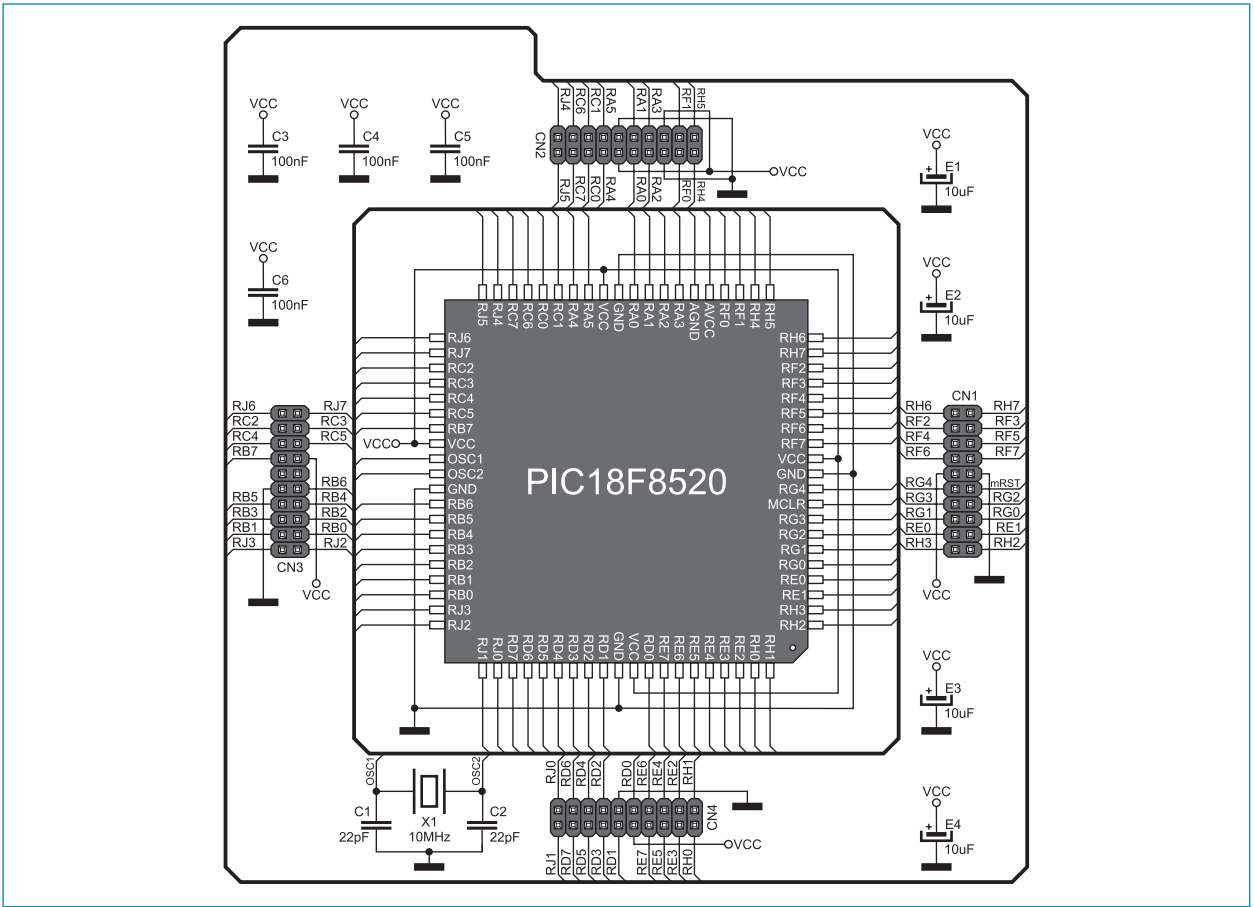 RJ4 RC6 RC1 RA5 RA1 RA3 RF1 RH5
VCC VCC VCC
C3 C4 C5
100nF 100nF 100nF
CN2
VCC
RJ5 RC7 RC0 RA4 RA0 RA2 RF0 RH4
VCC
E1
10uF
VCC
C6
100nF
VCC
E2
10uF
RJ5 RJ4 RC7 RC6 RC0 RC1 RA4 RA5 VCC GND RA0 RA1 RA2 RA3 AGND AVCC RF0 RF1 RH4 RH5
RJ6
RJ7
RC2
RC3
RC4
RC5
RB7
VCC
OSC1
OSC2
GND
RB6
RB5
RB4
RB3
RB2
RB1
RB0
RJ3
RJ2
VCC
PIC18F8520
RH6
RH7
RF2
RF3
RF4
RF5
RF6
RF7
VCC
GND
RG4
MCLR
RG3
RG2
RG1
RG0
RE0
RE1
RH3
RH2
RJ1 RJ0 RD7 RD6 RD5 RD4 RD3 RD2 RD1 GND VCC RD0 RE7 RE6 RE5 RE4 RE3 RE2 RH0 RH1
RJ6 RJ7
RC2 RC3
RC4 RC5
RB7
RB6
RB5 RB4
RB3 RB2
RB1 RB0
RJ3 RJ2
CN3
VCC
CN1
RH6 RH7
RF2 RF3
RF4 RF5
RF6 RF7
RG4 mRST
RG3 RG2
RG1 RG0
RE0 RE1
RH3 RH2
VCC
VCC
E3
10uF
OSC1 OSC2
C1 C2
22pF 22pF
X1
10MHz
RJ0 RD6 RD4 RD2 RD0 RE6 RE4 RE2 RH1
CN4
VCC
RJ1 RD7 RD5 RD3 RD1 RE7 RE5 RE3 RH0
VCC
E4
10uF